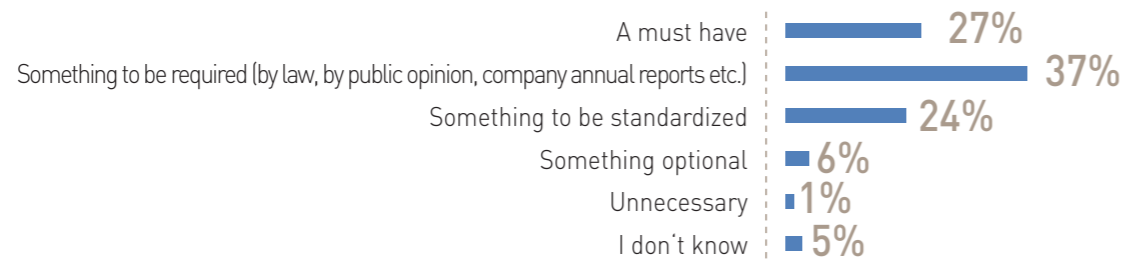 A must have 27%
Something to be required (by law, by public opinion, company annual reports etc.) 37%
Something to be standardized 24%
Something optional 6%
Unnecessary 1%
I don't know 5%